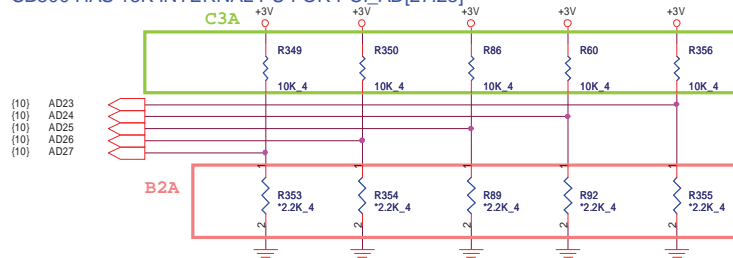 C3A
+3V +3V +3V +3V +3V
R349 R350 R86 R60 R356
10K_4 10K_4 10K_4 10K_4 10K_4
{10} AD23
{10} AD24
{10} AD25
{10} AD26
{10} AD27
B2A
1 1 1 1 1
R353 R354 R89 R92 R355
*2.2K_4 *2.2K_4 *2.2K_4 *2.2K_4 *2.2K_4
2 2 2 2 2